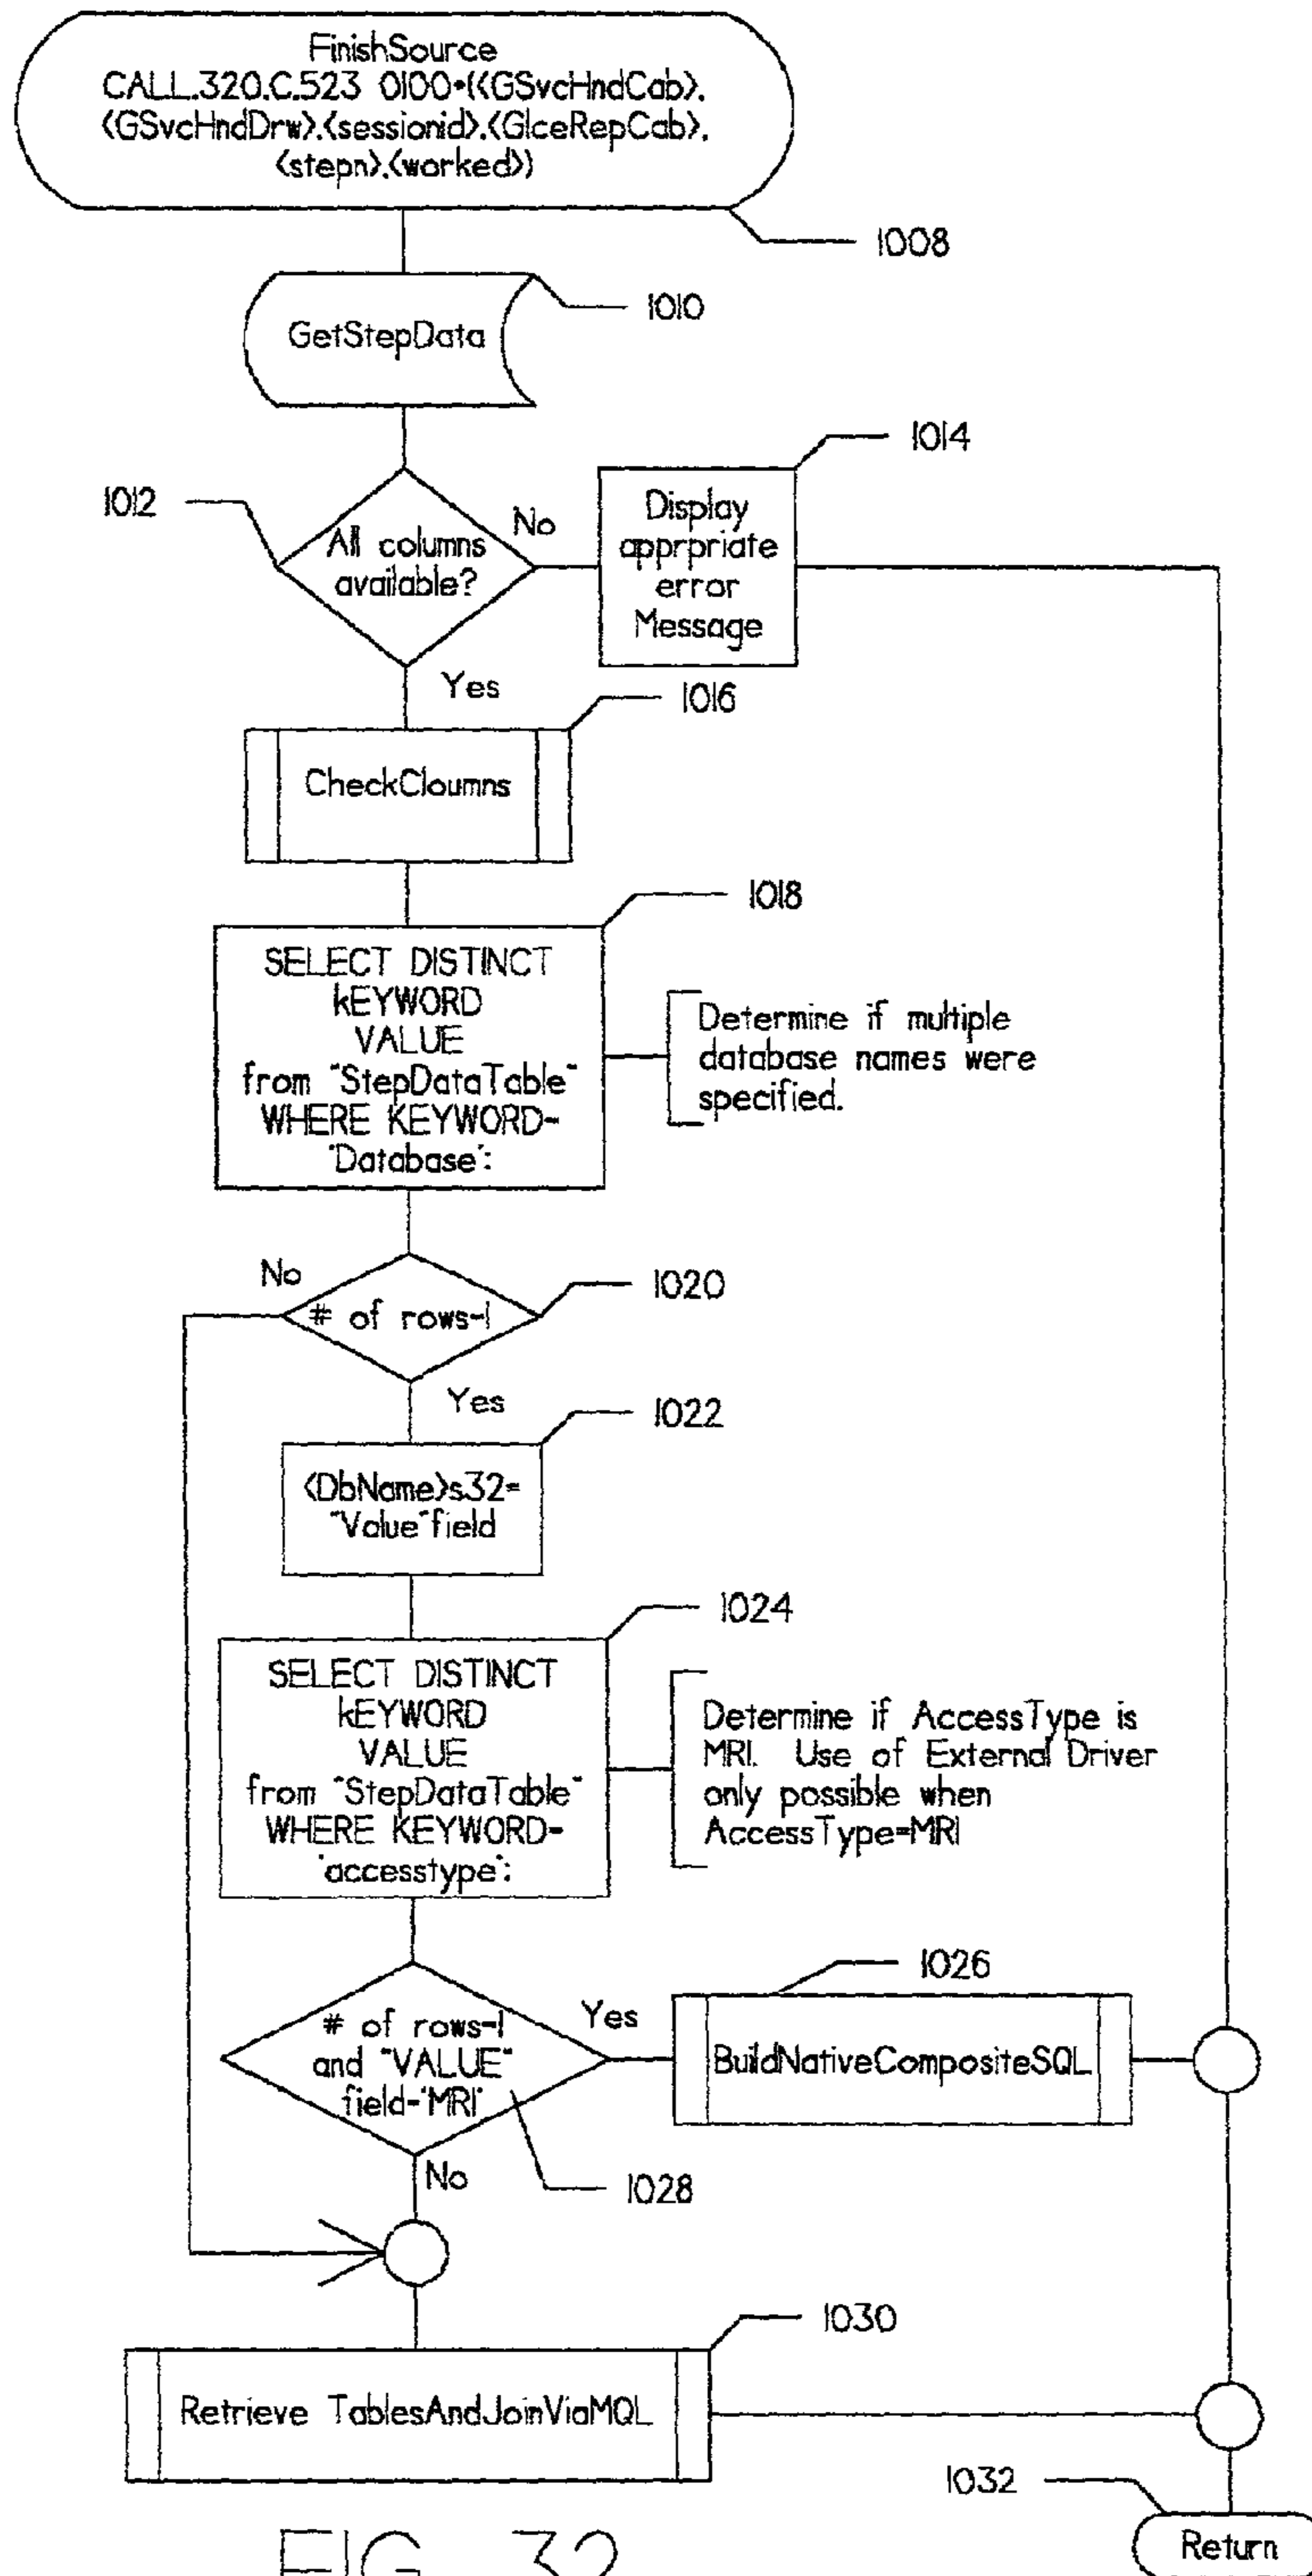 FinishSource
CALL.320.C.523 0100•((<GSvcHndCab>.
<GSvcHndDrw>.<sessionid>.<GlceRepCab>.
<stepn>.<worked>)
1008
GetStepData
1010
1012
All columns
available?
No
Yes
1014
Display
apprpriate
error
Message
1016
CheckCloumns
1018
SELECT DISTINCT
kEYWORD
VALUE
from "StepDataTable"
WHERE KEYWORD-
'Database':
Determine if multiple
database names were
specified.
No
# of rows-1
1020
Yes
1022
<DbName>s32=
"Value"field
1024
SELECT DISTINCT
kEYWORD
VALUE
from "StepDataTable"
WHERE KEYWORD-
'accesstype':
Determine if AccessType is
MRI. Use of External Driver
only possible when
AccessType=MRI
# of rows-1
and "VALUE"
field-'MRI'
Yes
1026
BuildNativeCompositeSQL
No
1028
1030
Retrieve TablesAndJoinViaMQL
1032
Return
FIG. 32